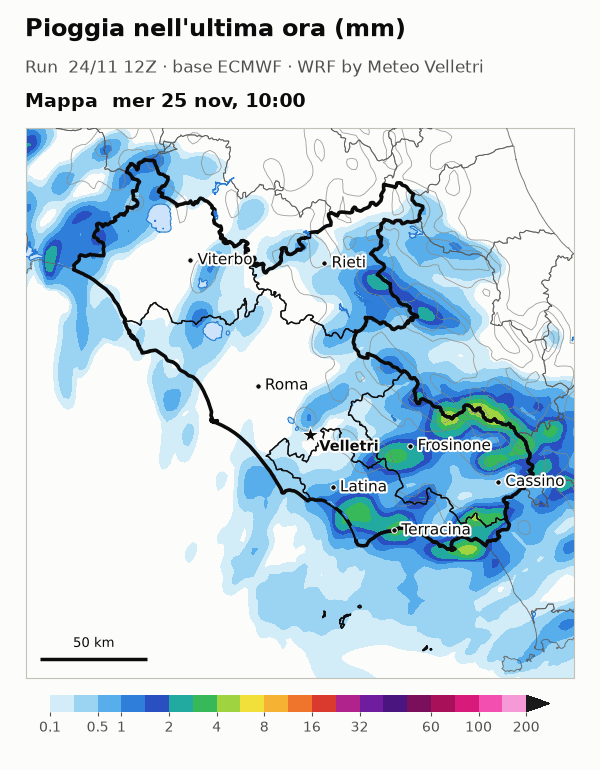 Pioggia nell'ultima ora (mm)
Run  24/11 12Z · base ECMWF · WRF by Meteo Velletri
Mappa  mer 25 nov, 10:00
Viterbo
Rieti
Roma
Velletri
Frosinone
Latina
Cassino
Terracina
50 km
0.1 0.5 1 2 4 8 16 32 60 100 200